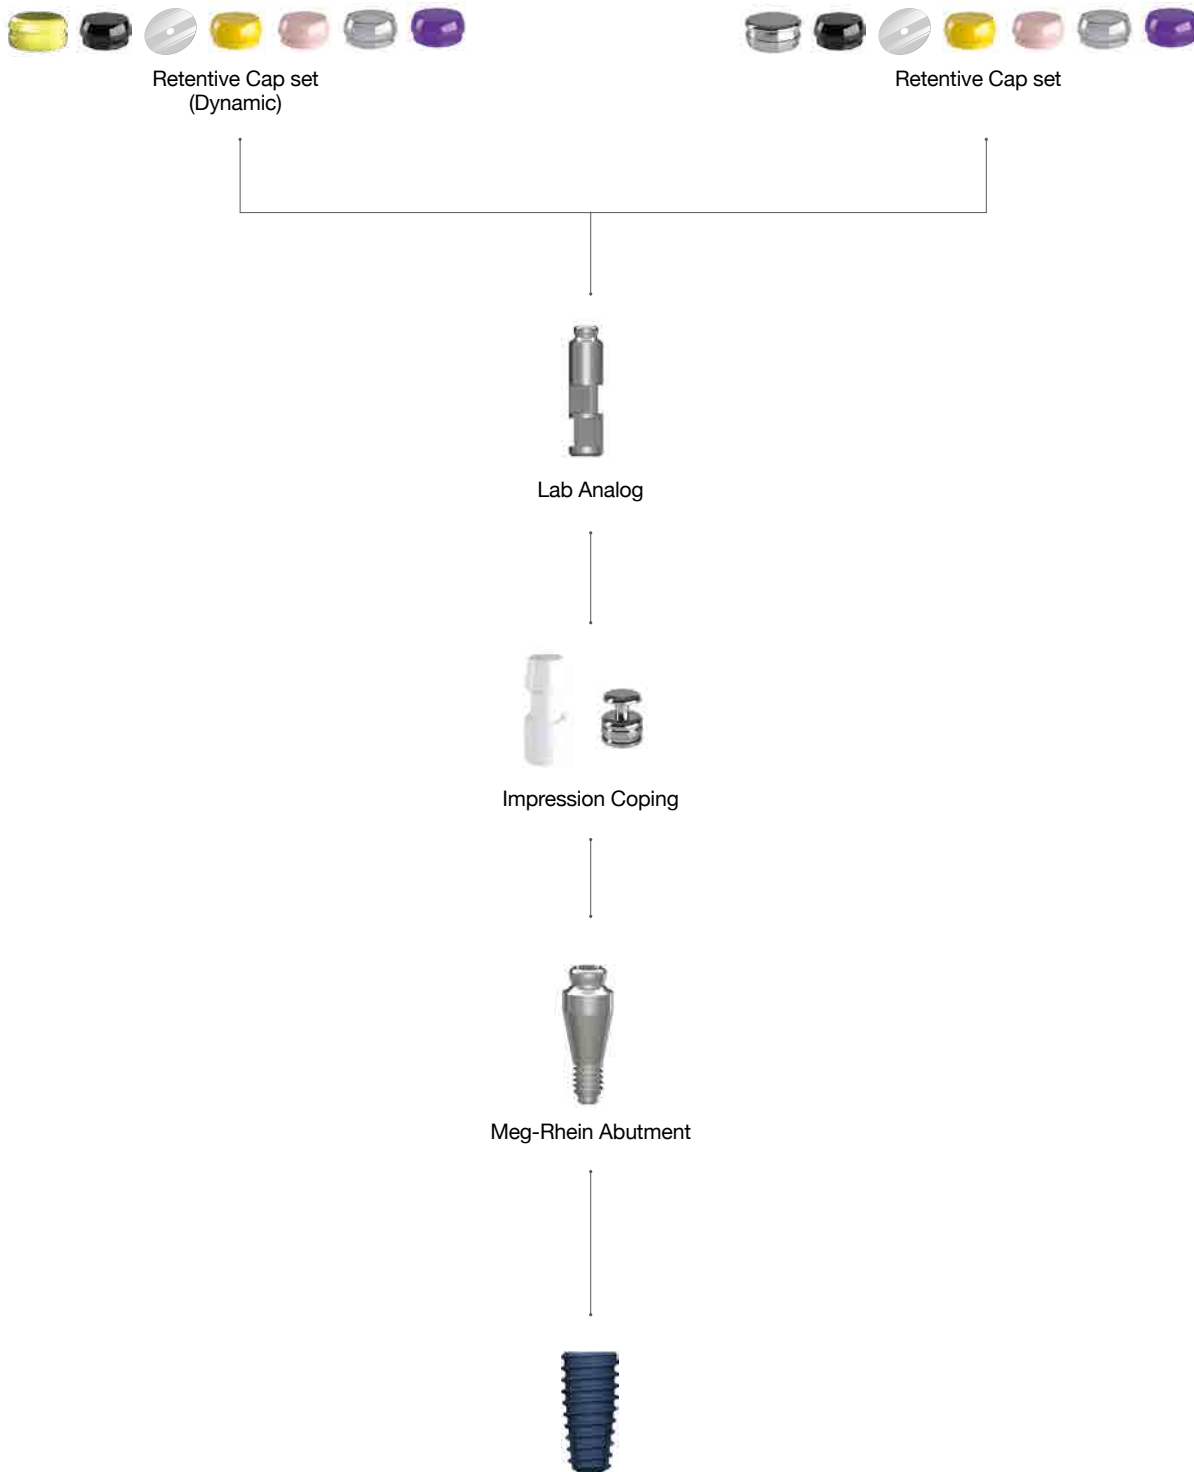 Retentive Cap set
(Dynamic)
Retentive Cap set
Lab Analog
Impression Coping
Meg-Rhein Abutment